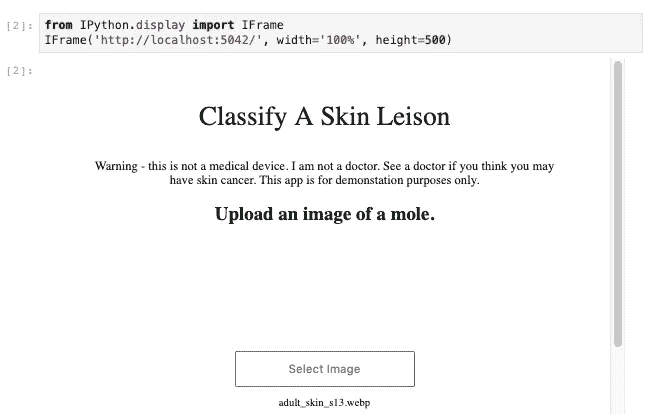 [2]: from IPython.display import IFrame
IFrame('http://localhost:5042/', width='100%', height=500)
[2]:
Classify A Skin Leison
Warning - this is not a medical device. I am not a doctor. See a doctor if you think you may
have skin cancer. This app is for demonstation purposes only.
Upload an image of a mole.
Select Image
adult_skin_s13.webp